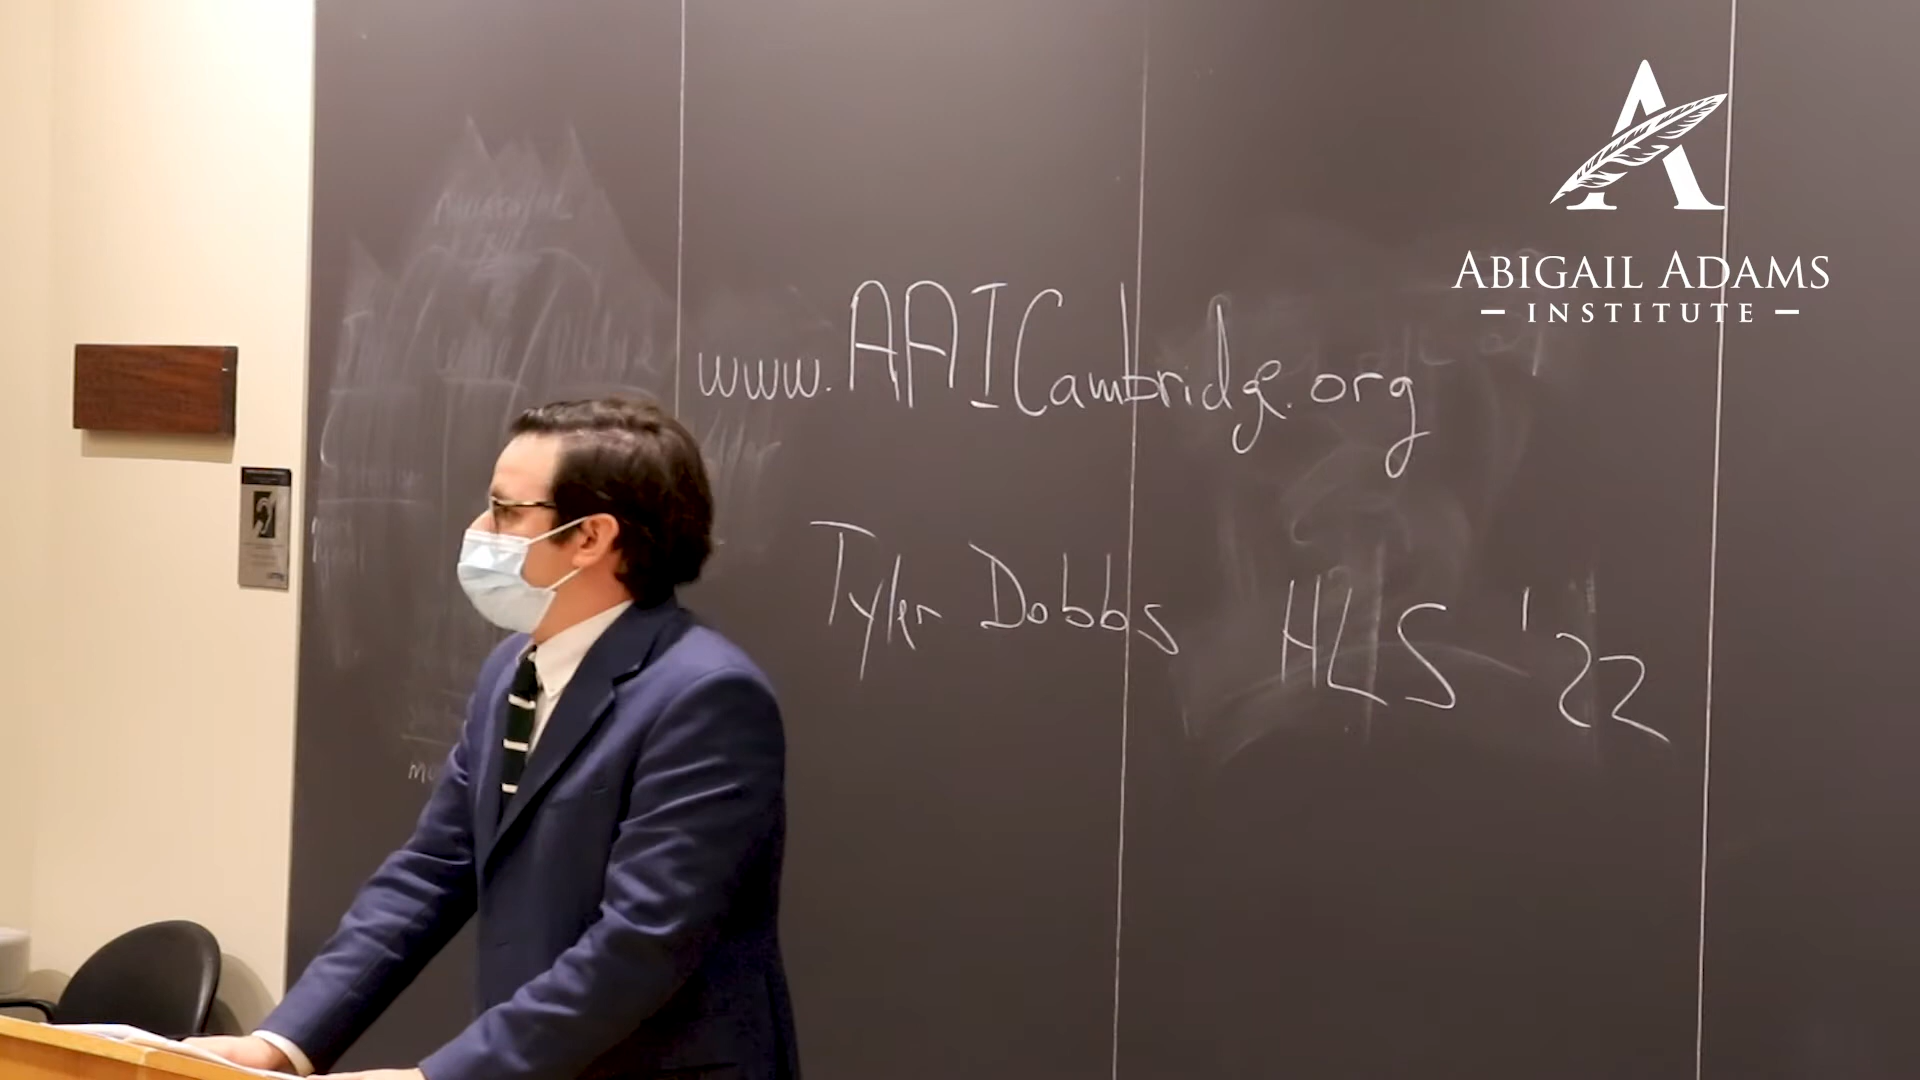 ABIGAIL ADAMS
INSTITUTE
www.AAICambridge.org
Tyler Dobbs HLS '22